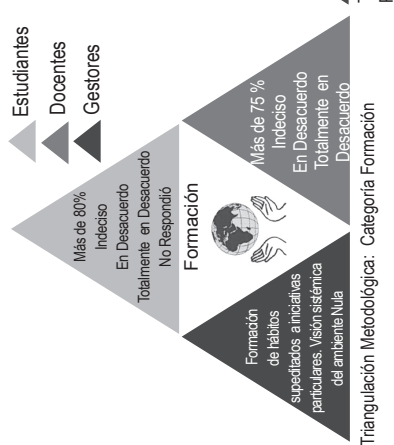 Estudiantes
Docentes
Gestores
Más de 80%
Indeciso
En Desacuerdo
Totalmente en Desacuerdo
No Respondió
Formación
Formación
de hábitos
supeditados a iniciativas
particulares. Visión sistémica
del ambiente Nula
Más de 75 %
Indeciso
En Desacuerdo
Totalmente en
Desacuerdo
Triangulación Metodológica: Categoría Formación